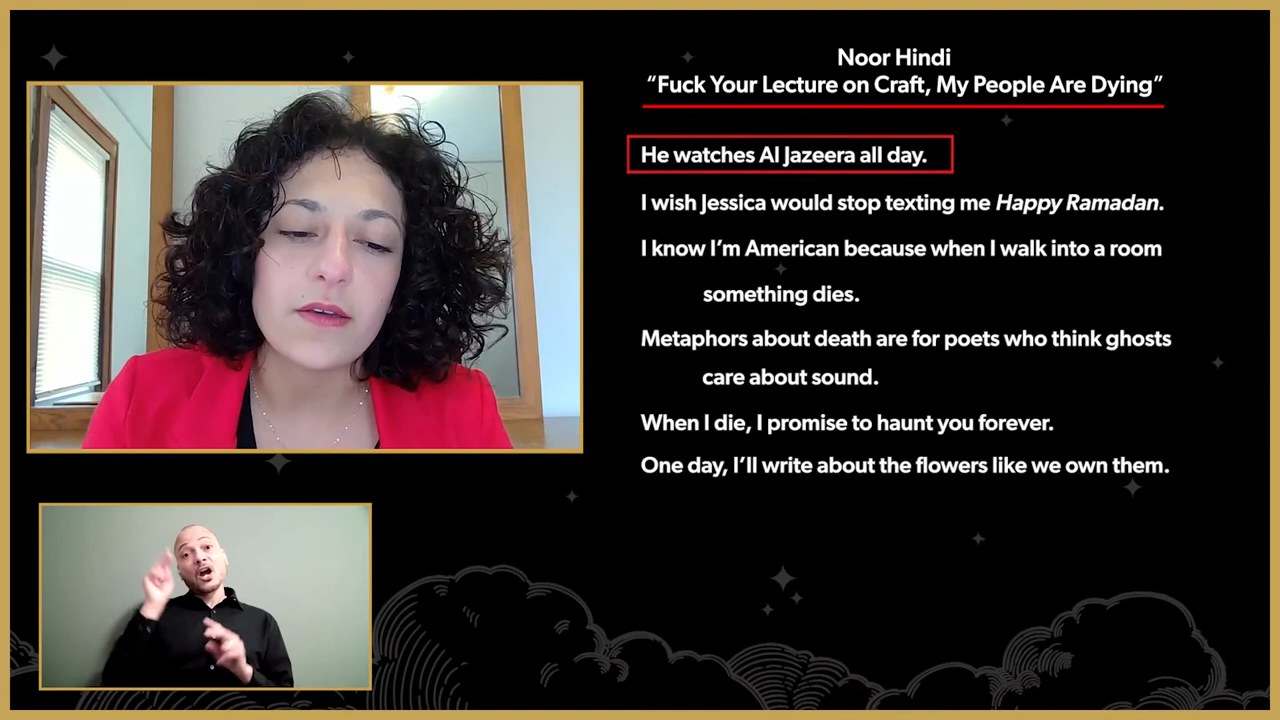 Noor Hindi
“Fuck Your Lecture on Craft, My People Are Dying”
He watches Al Jazeera all day.
I wish Jessica would stop texting me Happy Ramadan.
I know I’m American because when I walk into a room
something dies.
Metaphors about death are for poets who think ghosts
care about sound.
When I die, I promise to haunt you forever.
One day, I’ll write about the flowers like we own them.